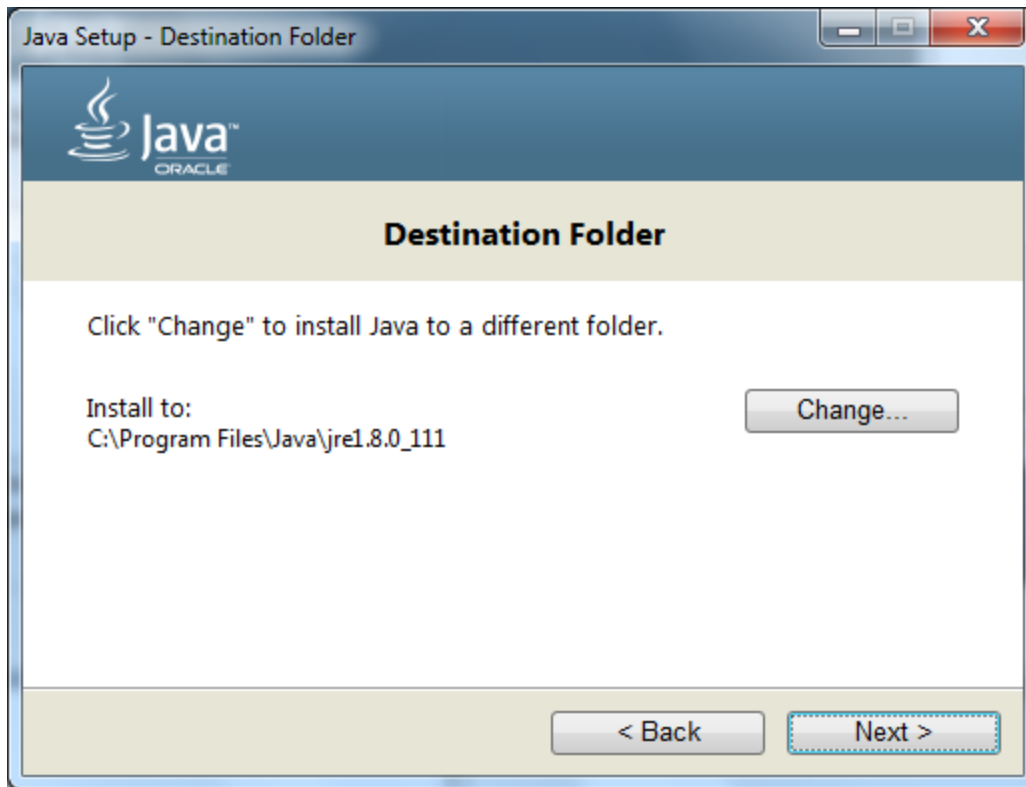 Java Setup - Destination Folder
Java™
ORACLE
Destination Folder
Click "Change" to install Java to a different folder.
Install to:
Change...
C:\Program Files\Java\jre1.8.0_111
< Back
Next >